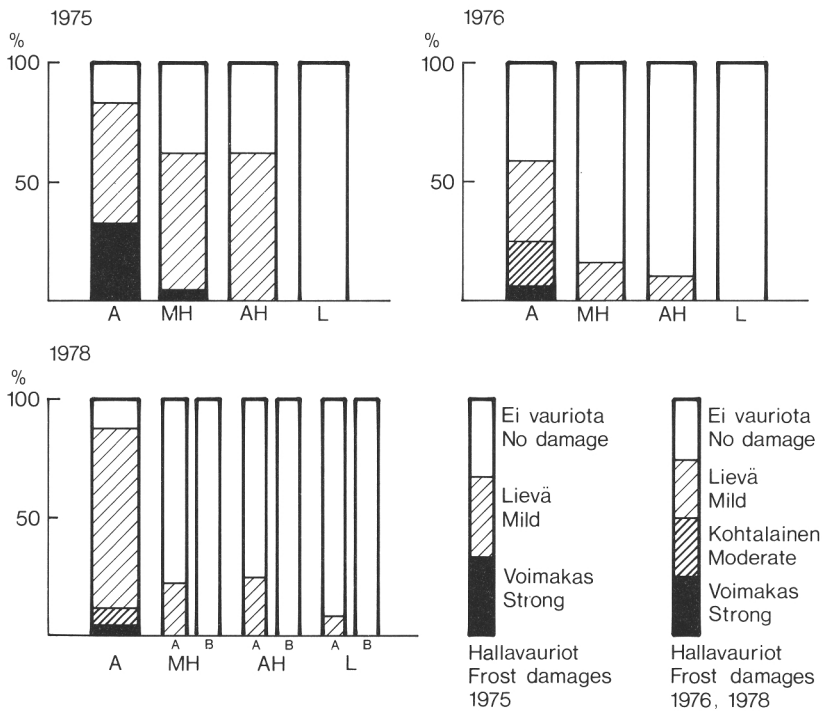 1975
%
100
50
A MH AH L
1976
%
100
50
A MH AH L
1978
%
100
50
A B A B A B
A MH AH L
Ei vauriota
No damage
Lievä
Mild
Voimakas
Strong
Hallavauriot
Frost damages
1975
Ei vauriota
No damage
Lievä
Mild
Kohtalainen
Moderate
Voimakas
Strong
Hallavauriot
Frost damages
1976, 1978